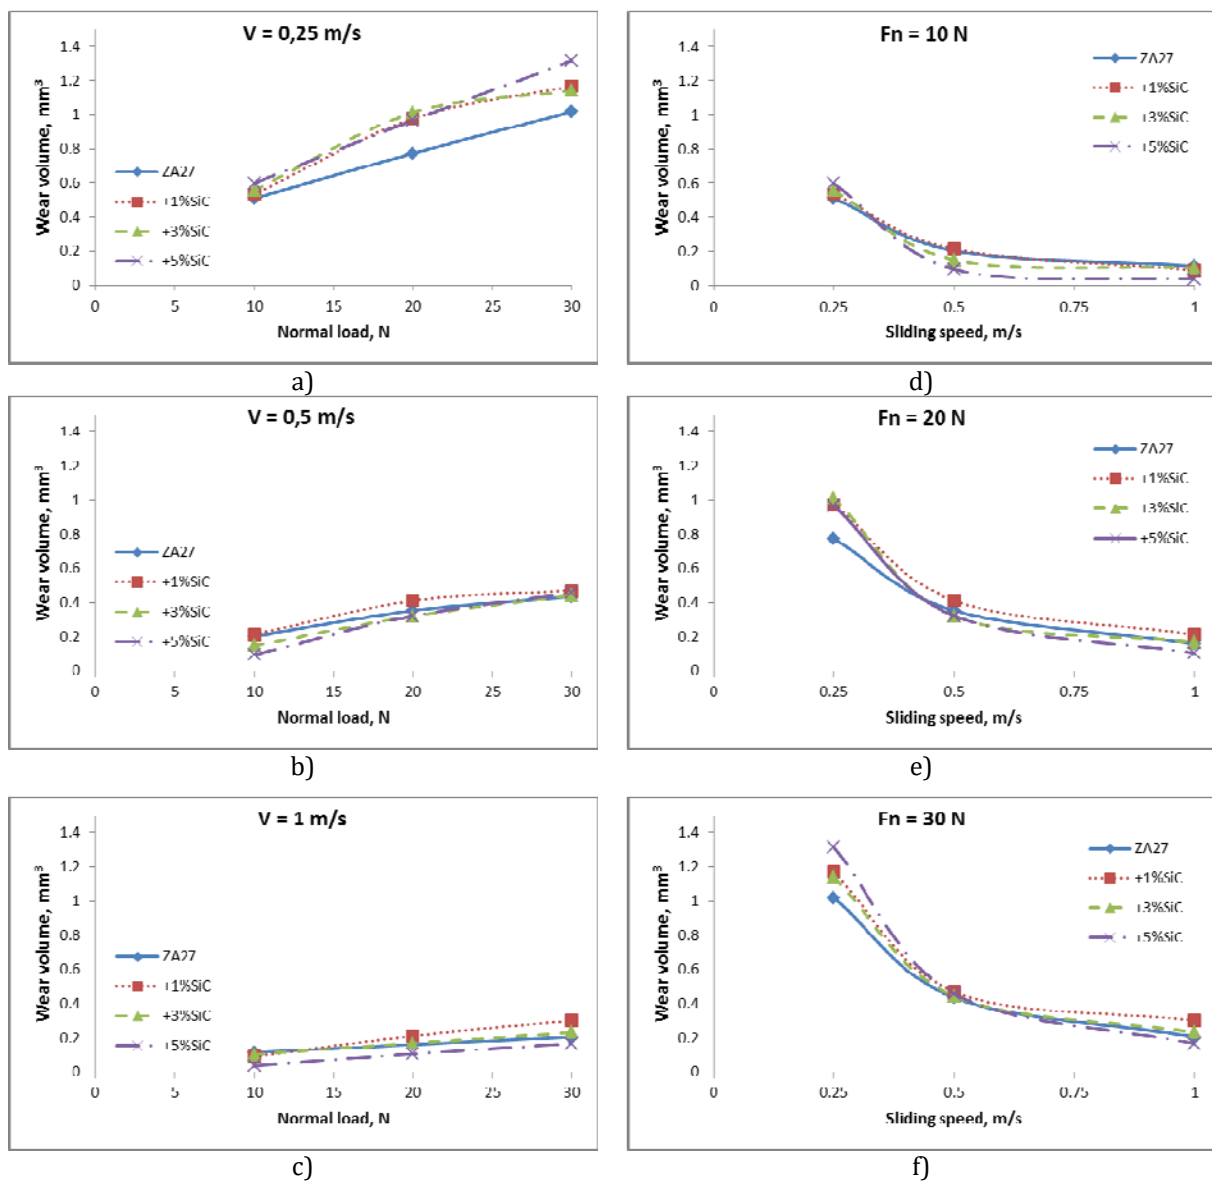 V = 0,25 m/s
Wear volume, mm³
1.4
1.2
1
0.8
0.6
0.4
0.2
0
ZA27
+1%SiC
+3%SiC
+5%SiC
0 5 10 15 20 25 30
Normal load, N
a)
Fn = 10 N
Wear volume, mm³
1.4
1.2
1
0.8
0.6
0.4
0.2
0
ZA27
+1%SiC
+3%SiC
+5%SiC
0 0.25 0.5 0.75 1
Sliding speed, m/s
d)
V = 0,5 m/s
Wear volume, mm³
1.4
1.2
1
0.8
0.6
0.4
0.2
0
ZA27
+1%SiC
+3%SiC
+5%SiC
0 5 10 15 20 25 30
Normal load, N
b)
Fn = 20 N
Wear volume, mm³
1.4
1.2
1
0.8
0.6
0.4
0.2
0
ZA27
+1%SiC
+3%SiC
+5%SiC
0 0.25 0.5 0.75 1
Sliding speed, m/s
e)
V = 1 m/s
Wear volume, mm³
1.4
1.2
1
0.8
0.6
0.4
0.2
0
ZA27
+1%SiC
+3%SiC
+5%SiC
0 5 10 15 20 25 30
Normal load, N
c)
Fn = 30 N
Wear volume, mm³
1.4
1.2
1
0.8
0.6
0.4
0.2
0
ZA27
+1%SiC
+3%SiC
+5%SiC
0 0.25 0.5 0.75 1
Sliding speed, m/s
f)